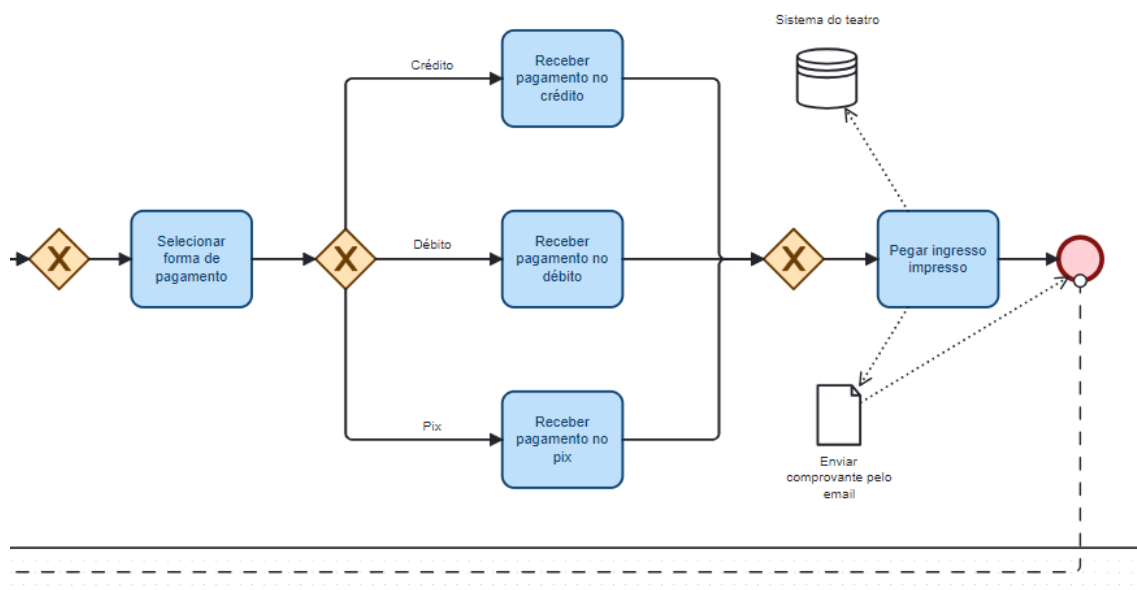 Sistema do teatro
Crédito
Receber
pagamento no
crédito
Selecionar
forma de
pagamento
Débito
Receber
pagamento no
débito
Pegar ingresso
impresso
Pix
Receber
pagamento no
pix
Enviar
comprovante pelo
email